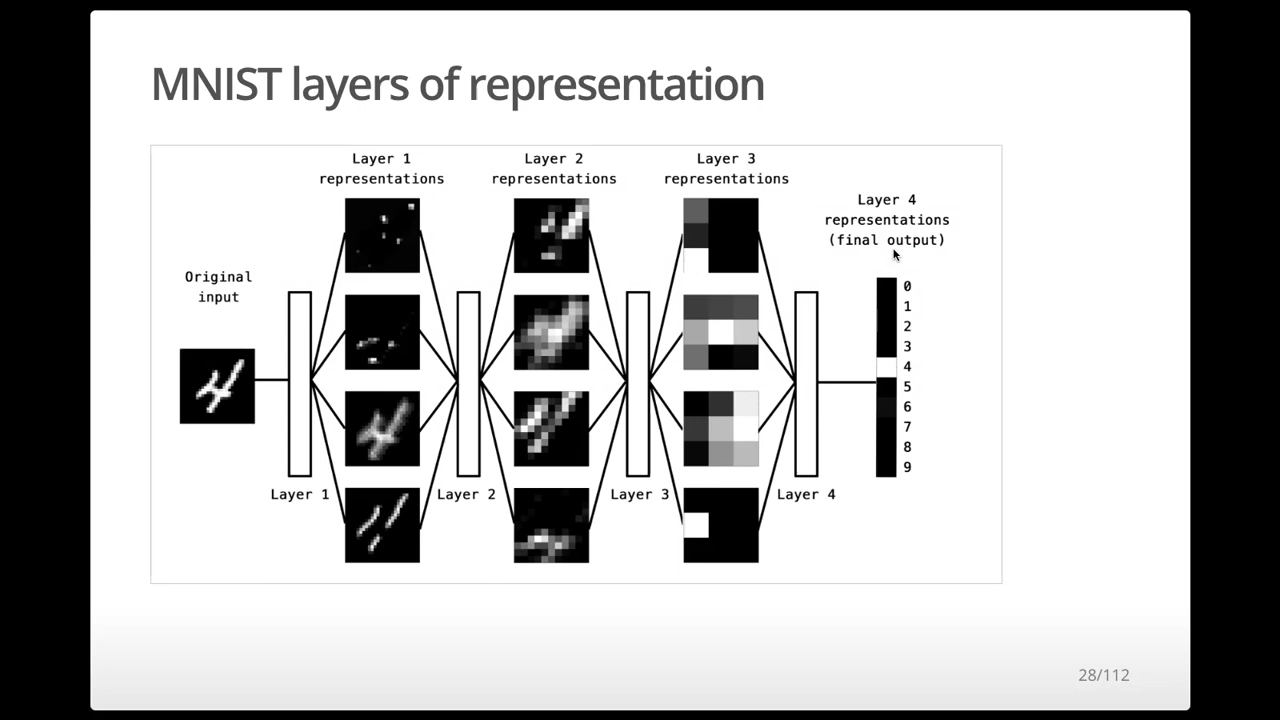 MNIST layers of representation
Layer 1
representations
Layer 2
representations
Layer 3
representations
Layer 4
representations
(final output)
Original
input
0
1
2
3
4
5
6
7
8
9
Layer 1
Layer 2
Layer 3
Layer 4
28/112